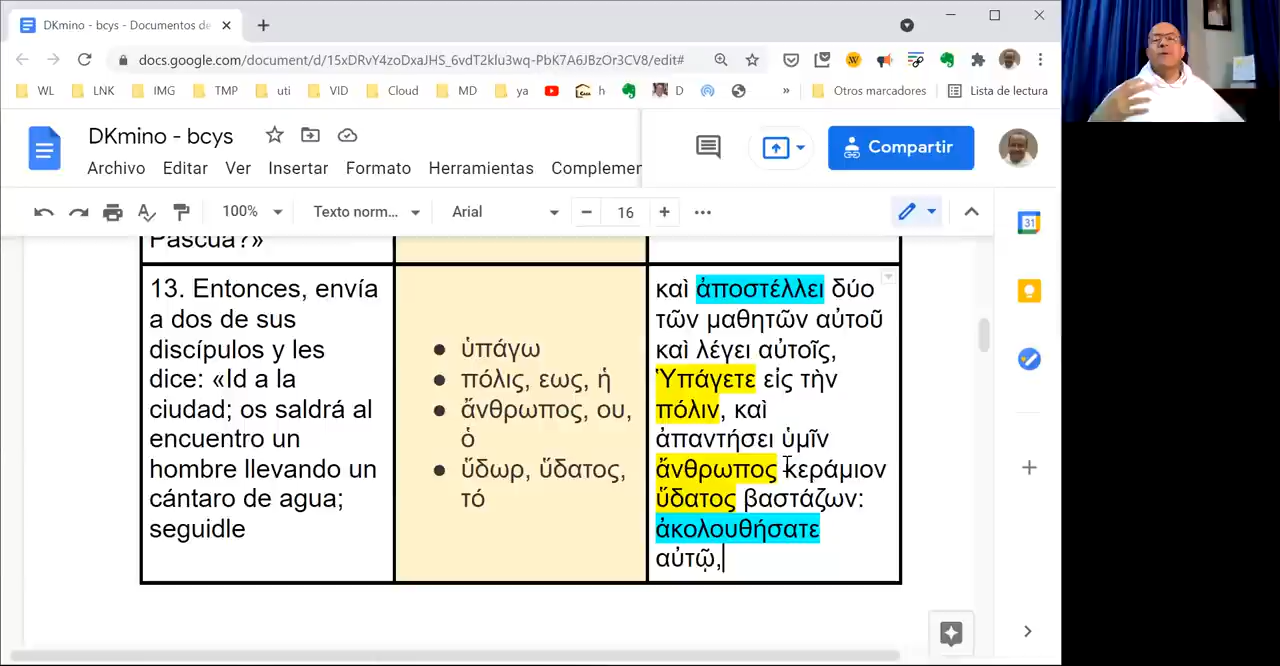 DKmino - bcys - Documentos de
docs.google.com/document/d/15xDRvY4zoDxaJHS_6vdT2klu3wq-PbK7A6JBzOr3CV8/edit#
WL LNK IMG TMP uti VID Cloud MD ya h D » Otros marcadores Lista de lectura
DKmino - bcys
Compartir
Archivo Editar Ver Insertar Formato Herramientas Complemen
100% Texto norm... Arial 16
31
Pascua?»
13. Entonces, envía
a dos de sus
discípulos y les
dice: «Id a la
ciudad; os saldrá al
encuentro un
hombre llevando un
cántaro de agua;
seguidle
● ὑπάγω
● πόλις, εως, ἡ
● ἄνθρωπος, ου,
ὁ
● ὕδωρ, ὕδατος,
τό
καὶ ἀποστέλλει δύο
τῶν μαθητῶν αὐτοῦ
καὶ λέγει αὐτοῖς,
Ὑπάγετε εἰς τὴν
πόλιν, καὶ
ἀπαντήσει ὑμῖν
ἄνθρωπος κεράμιον
ὕδατος βαστάζων:
ἀκολουθήσατε
αὐτῷ,